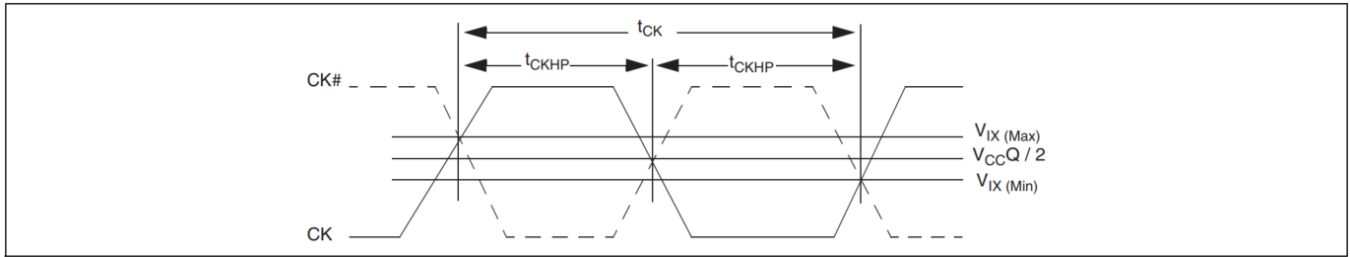 tCK
tCKHP tCKHP
CK#
VIX (Max)
VCCQ / 2
VIX (Min)
CK